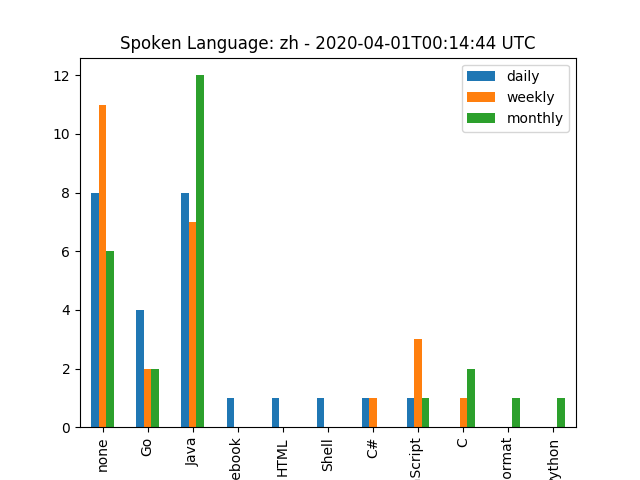 Spoken Language: zh - 2020-04-01T00:14:44 UTC
daily
weekly
monthly
12
10
8
6
4
2
0
none
Go
Java
ebook
HTML
Shell
C#
Script
C
ormat
ython